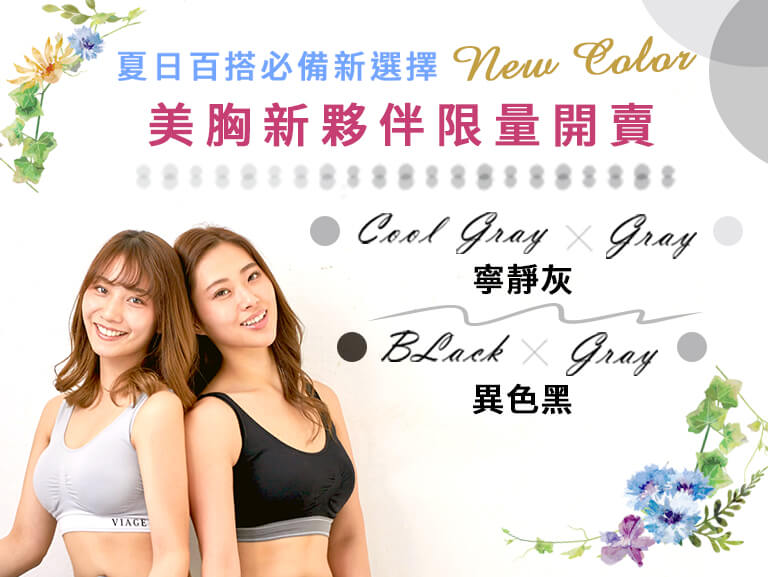 夏日百搭必備新選擇 New Color
美胸新夥伴限量開賣
Cool Gray × Gray
寧靜灰
BLack × Gray
異色黑
VIAGE